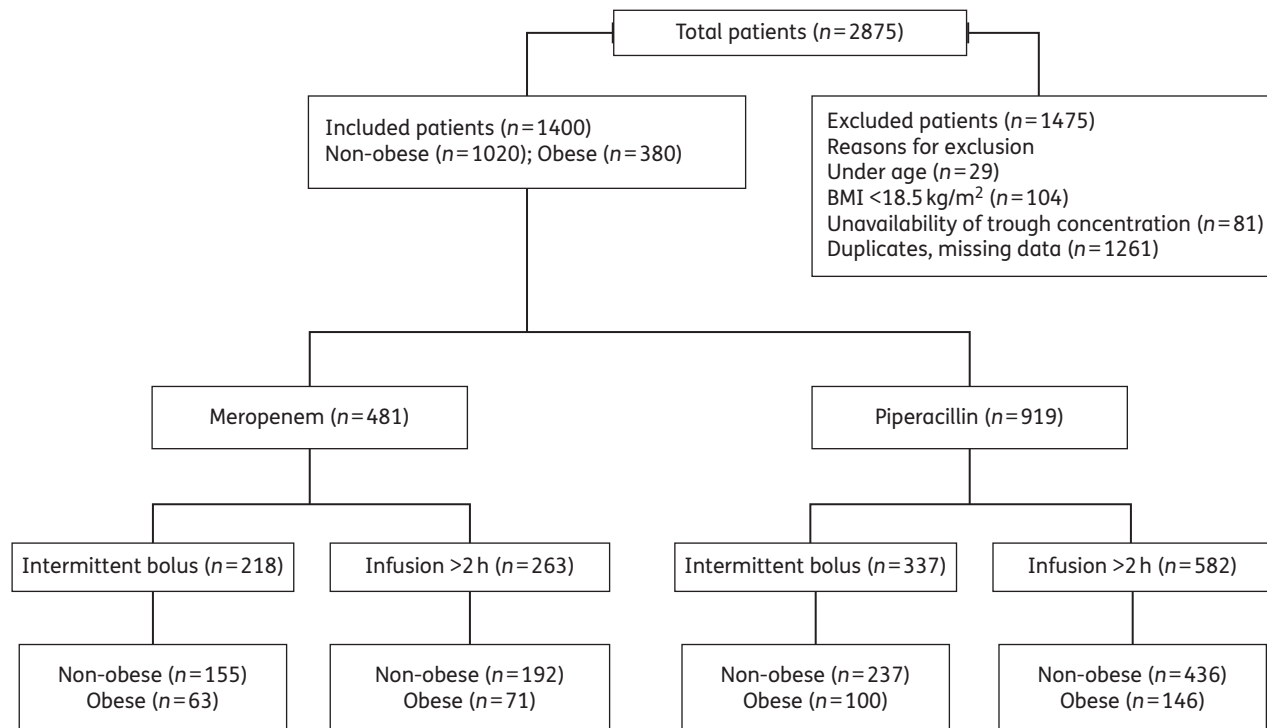 Total patients (n=2875)
Included patients (n=1400)
Non-obese (n=1020); Obese (n=380)
Excluded patients (n=1475)
Reasons for exclusion
Under age (n=29)
BMI <18.5 kg/m² (n=104)
Unavailability of trough concentration (n=81)
Duplicates, missing data (n=1261)
Meropenem (n=481)
Piperacillin (n=919)
Intermittent bolus (n=218)
Infusion >2 h (n=263)
Intermittent bolus (n=337)
Infusion >2 h (n=582)
Non-obese (n=155)
Obese (n=63)
Non-obese (n=192)
Obese (n=71)
Non-obese (n=237)
Obese (n=100)
Non-obese (n=436)
Obese (n=146)